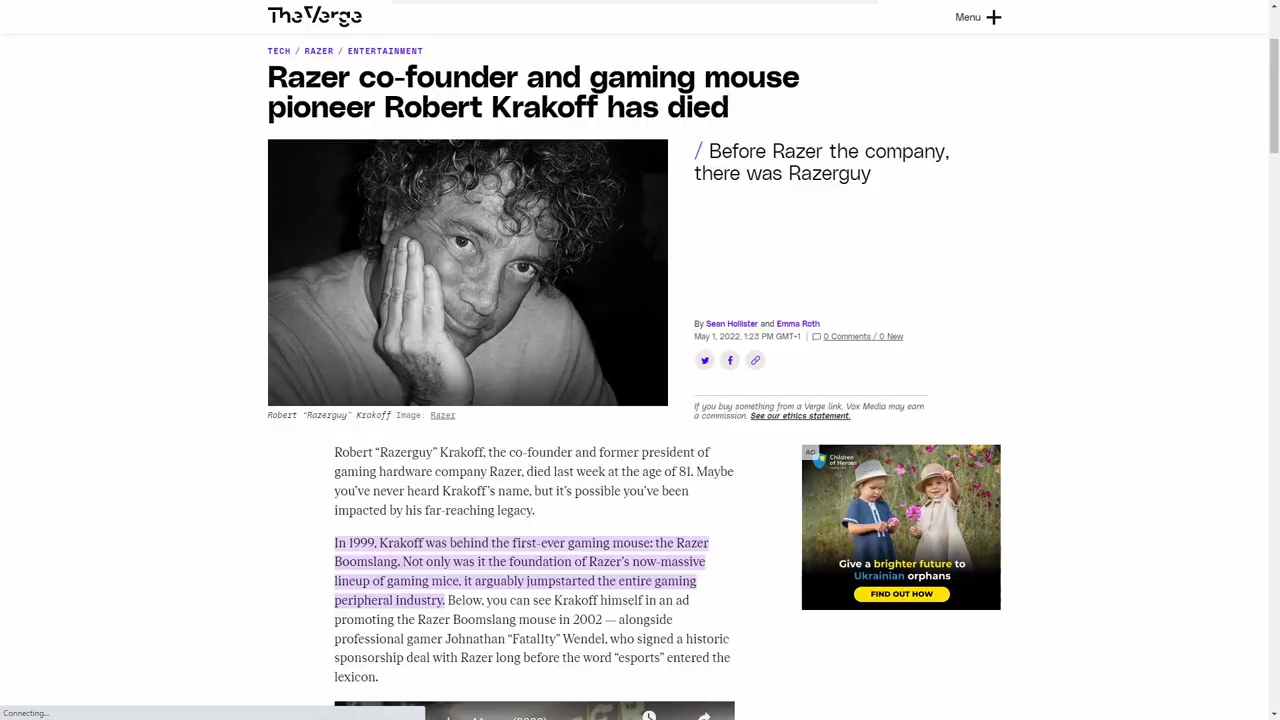 The Verge
Menu
TECH / RAZER / ENTERTAINMENT
Razer co-founder and gaming mouse
pioneer Robert Krakoff has died
/ Before Razer the company,
there was Razerguy
By Sean Hollister and Emma Roth
May 1, 2022, 1:23 PM GMT+1 | 0 Comments / 0 New
If you buy something from a Verge link, Vox Media may earn
a commission. See our ethics statement.
Robert “Razerguy” Krakoff Image: Razer
Robert “Razerguy” Krakoff, the co-founder and former president of
gaming hardware company Razer, died last week at the age of 81. Maybe
you’ve never heard Krakoff’s name, but it’s possible you’ve been
impacted by his far-reaching legacy.
In 1999, Krakoff was behind the first-ever gaming mouse: the Razer
Boomslang. Not only was it the foundation of Razer’s now-massive
lineup of gaming mice, it arguably jumpstarted the entire gaming
peripheral industry. Below, you can see Krakoff himself in an ad
promoting the Razer Boomslang mouse in 2002 — alongside
professional gamer Johnathan “Fatal1ty” Wendel, who signed a historic
sponsorship deal with Razer long before the word “esports” entered the
lexicon.
AD
Children
of Heroes
Give a brighter future to
Ukrainian orphans
FIND OUT HOW
Connecting...